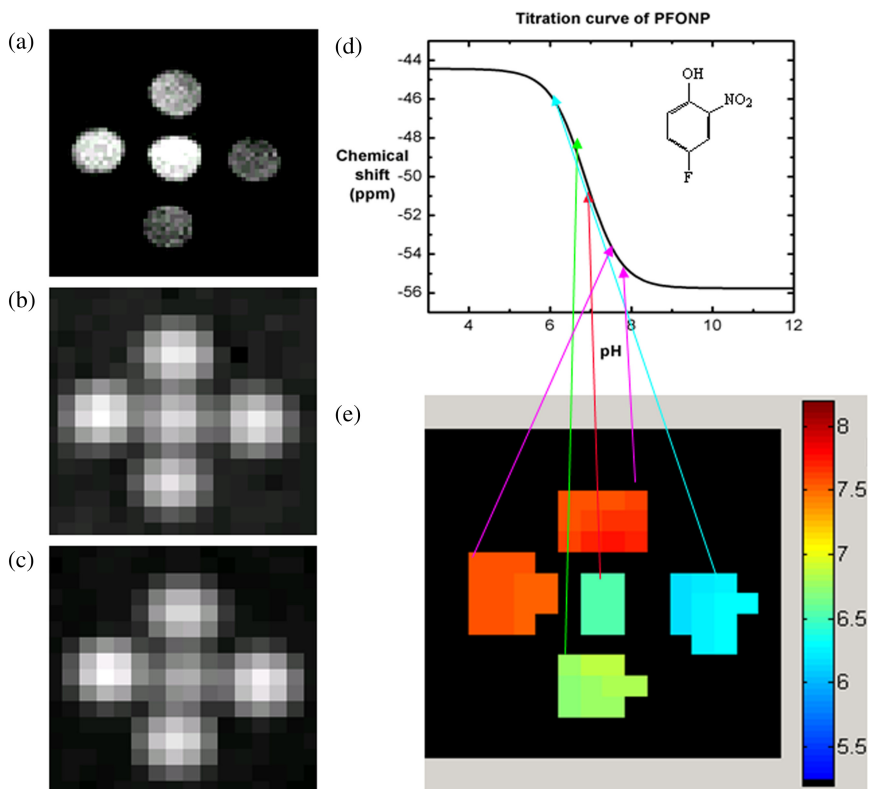 (a)
(b)
(c)
(d)
Titration curve of PFONP
-44
-46
-48
-50
-52
-54
-56
Chemical
shift
(ppm)
OH
NO2
F
4
6
8
10
12
pH
(e)
8
7.5
7
6.5
6
5.5